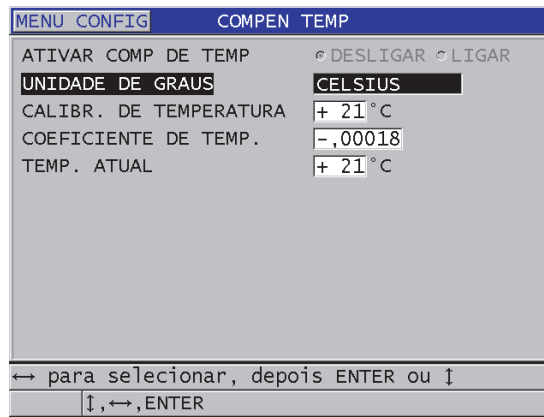 MENU CONFIG COMPEN TEMP
ATIVAR COMP DE TEMP DESLIGAR LIGAR
UNIDADE DE GRAUS CELSIUS
CALIBR. DE TEMPERATURA + 21°C
COEFICIENTE DE TEMP. -,00018
TEMP. ATUAL + 21°C
↔ para selecionar, depois ENTER ou ↕
↕,↔,ENTER